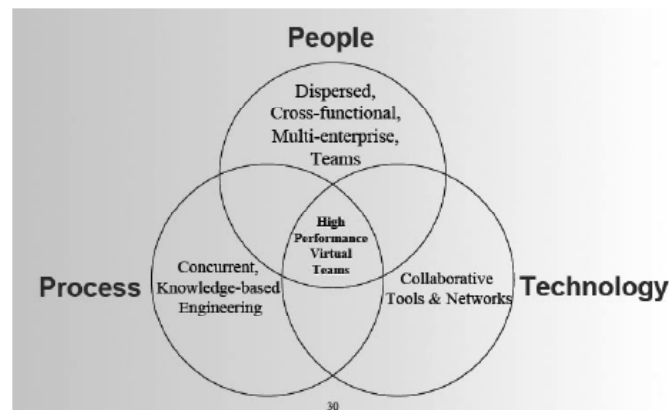 People
Dispersed,
Cross-functional,
Multi-enterprise,
Teams
High
Performance
Virtual
Teams
Process
Concurrent,
Knowledge-based
Engineering
Collaborative
Tools & Networks
Technology
30